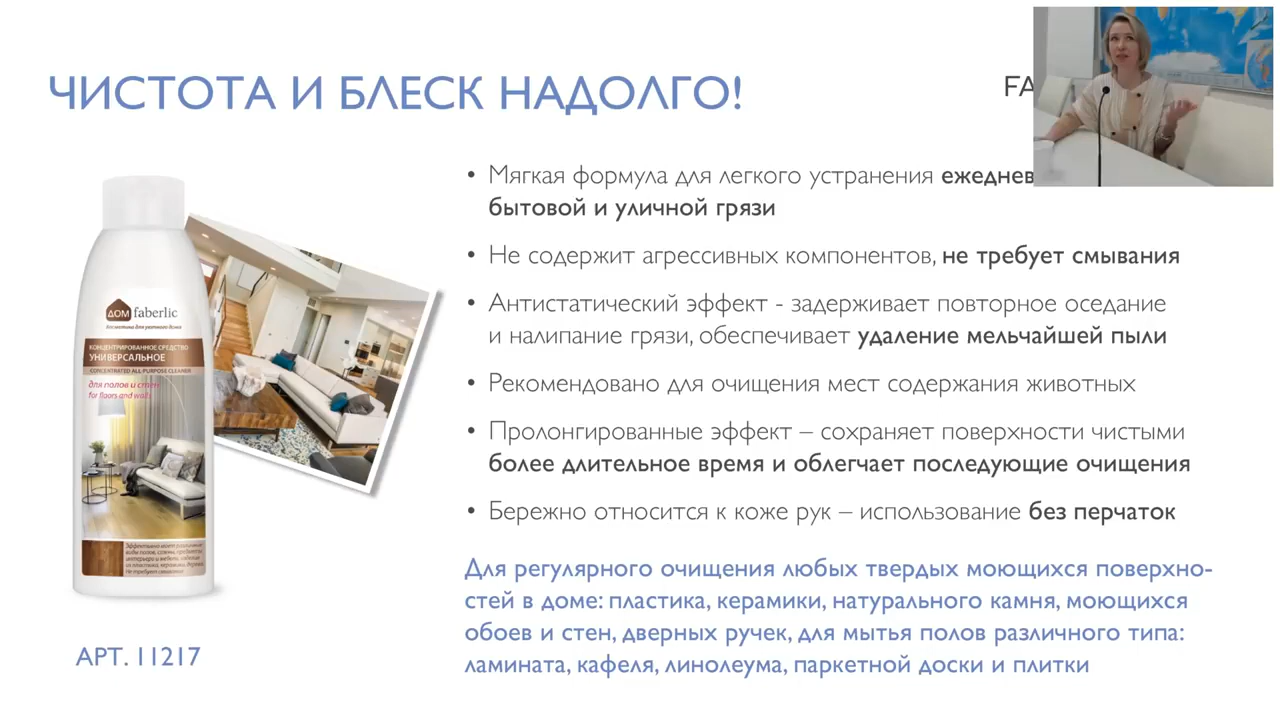 ЧИСТОТА И БЛЕСК НАДОЛГО!
FA
• Мягкая формула для легкого устранения ежеднев
бытовой и уличной грязи
• Не содержит агрессивных компонентов, не требует смывания
• Антистатический эффект - задерживает повторное оседание
и налипание грязи, обеспечивает удаление мельчайшей пыли
• Рекомендовано для очищения мест содержания животных
• Пролонгированные эффект – сохраняет поверхности чистыми
более длительное время и облегчает последующие очищения
• Бережно относится к коже рук – использование без перчаток
Для регулярного очищения любых твердых моющихся поверхно-
стей в доме: пластика, керамики, натурального камня, моющихся
обоев и стен, дверных ручек, для мытья полов различного типа:
ламината, кафеля, линолеума, паркетной доски и плитки
ДОМ faberlic
КОНЦЕНТРИРОВАННОЕ СРЕДСТВО
УНИВЕРСАЛЬНОЕ
CONCENTRATED ALL-PURPOSE CLEANER
для полов и стен
for floors and walls
Не требует смывания
АРТ. 11217